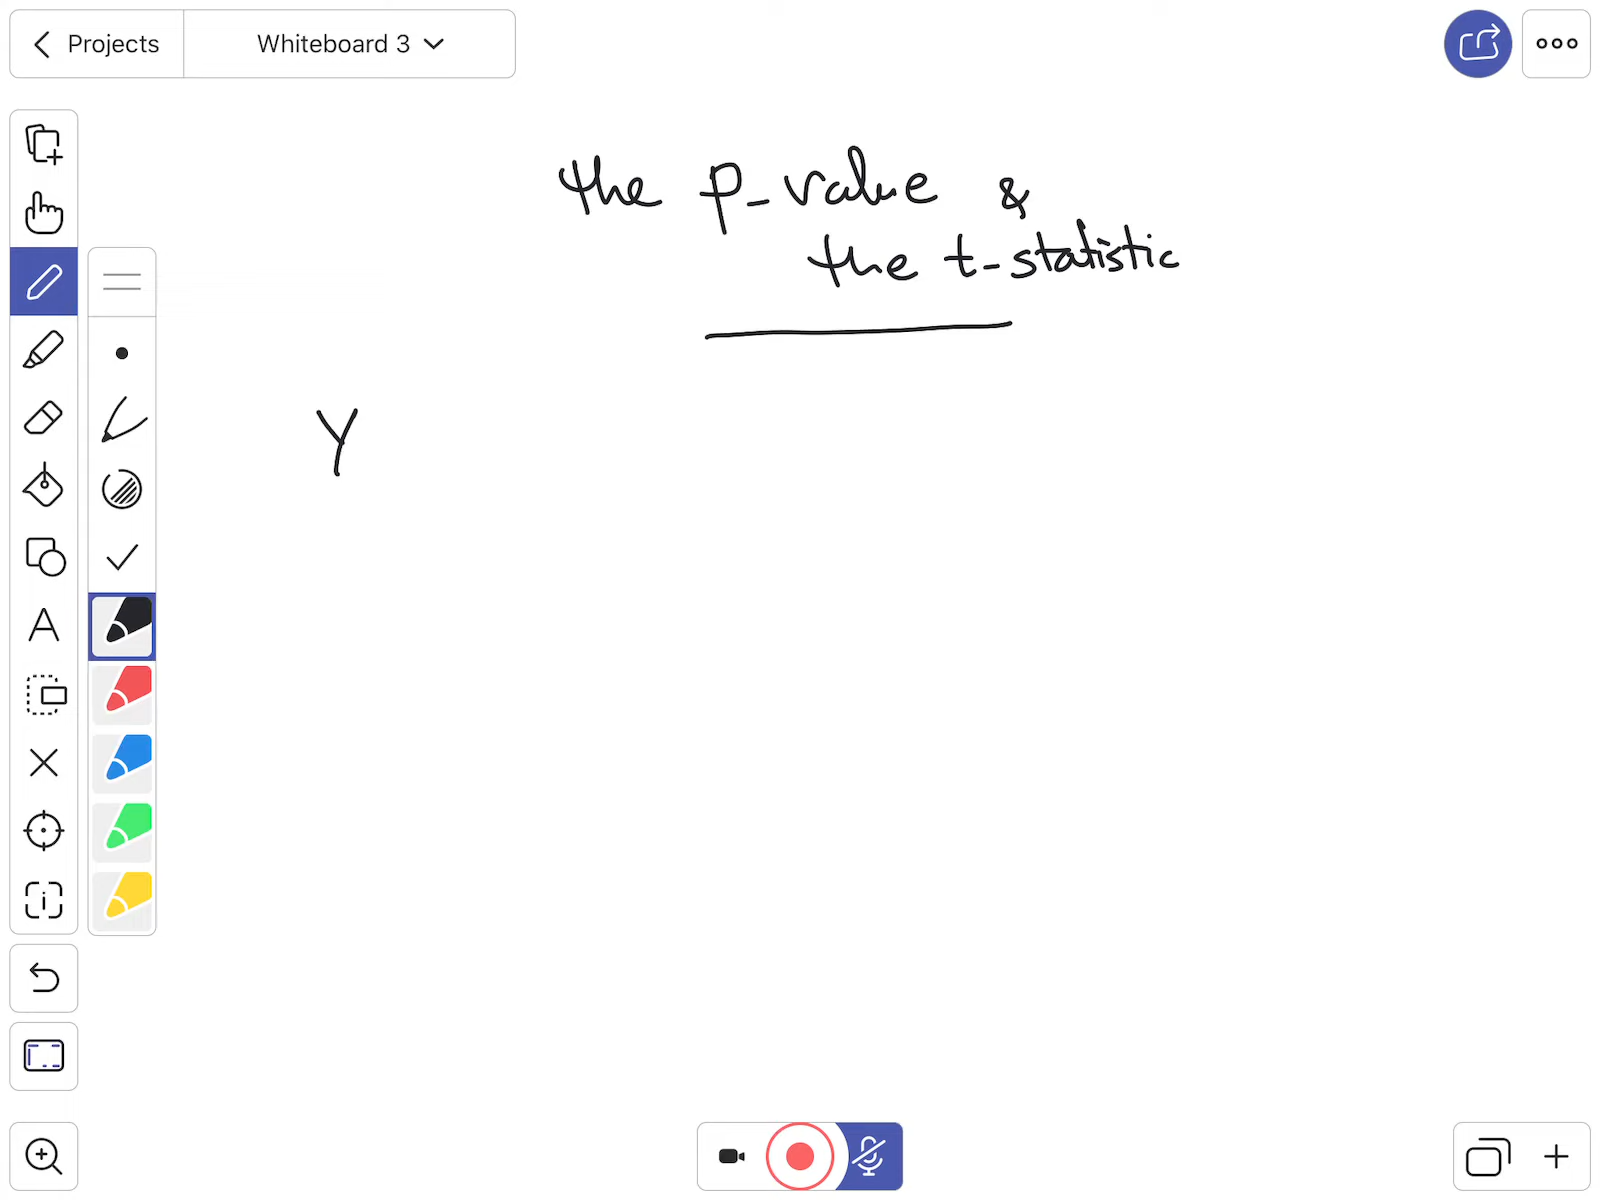 Projects
Whiteboard 3
the p-value &
the t-statistic
Y